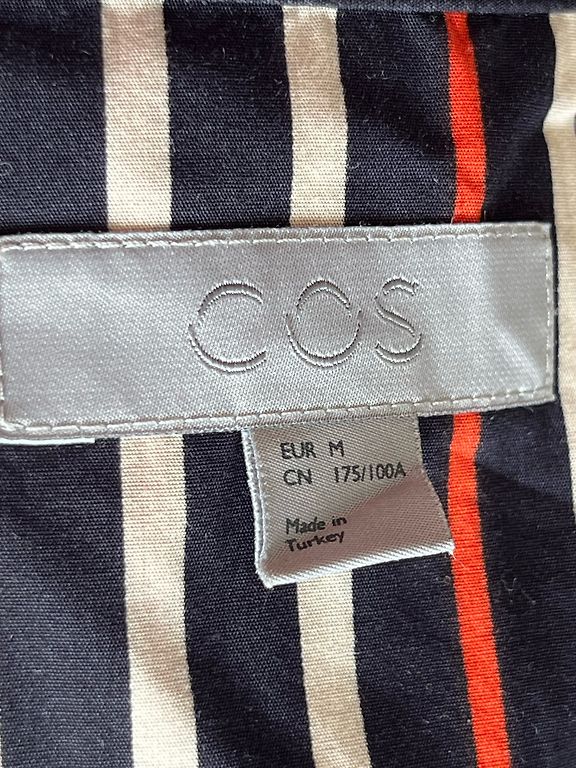 COS
EUR M
CN 175/100A
Made in
Turkey